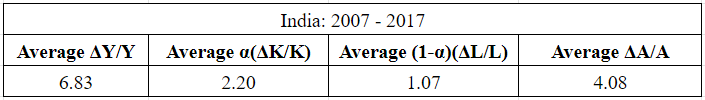 India: 2007 - 2017
Average ΔY/Y Average α(ΔK/K) Average (1-α)(ΔL/L) Average ΔA/A
6.83 2.20 1.07 4.08